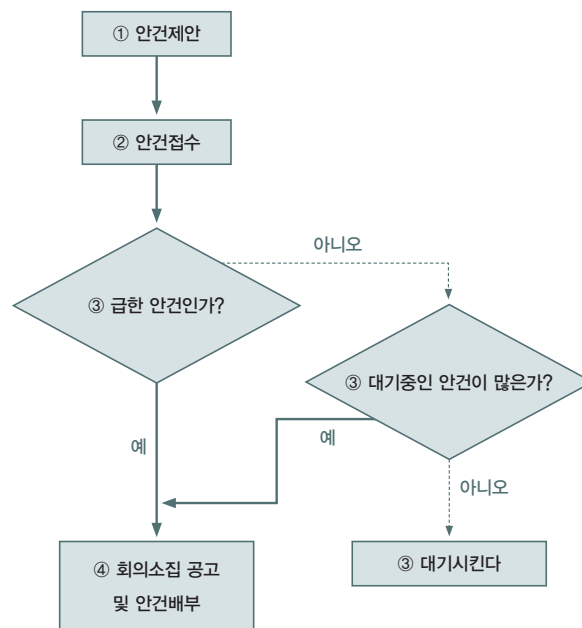 ① 안건제안
② 안건접수
아니오
③ 급한 안건인가?
③ 대기중인 안건이 많은가?
예
예
아니오
④ 회의소집 공고
및 안건배부
③ 대기시킨다